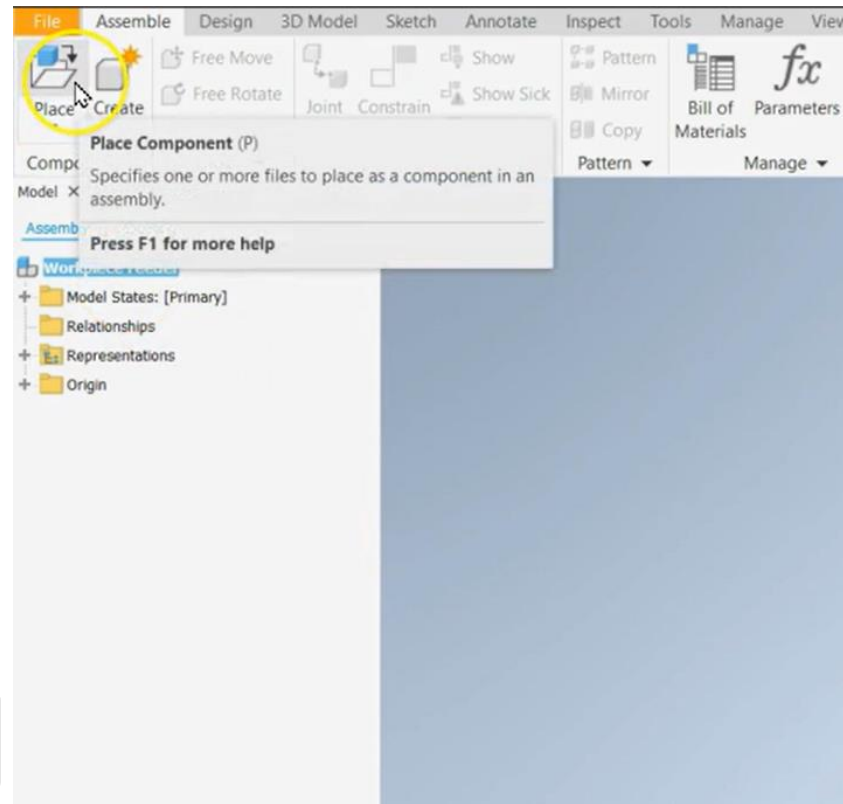 File Assemble Design 3D Model Sketch Annotate Inspect Tools Manage View
Free Move Show Pattern
Free Rotate Show Sick Mirror
Place Create Joint Constrain Bill of Materials Parameters
Copy
Place Component (P)
Pattern Manage
Specifies one or more files to place as a component in an
assembly.
Model
Press F1 for more help
Model States: [Primary]
Relationships
Representations
Origin